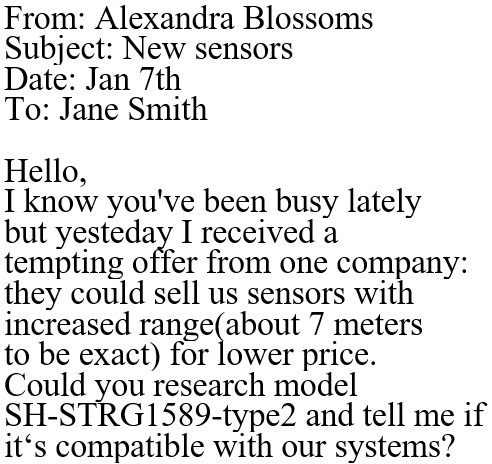 From: Alexandra Blossoms
Subject: New sensors
Date: Jan 7th
To: Jane Smith

Hello,
I know you've been busy lately
but yesteday I received a
tempting offer from one company:
they could sell us sensors with
increased range(about 7 meters
to be exact) for lower price.
Could you research model
SH-STRG1589-type2 and tell me if
it‘s compatible with our systems?